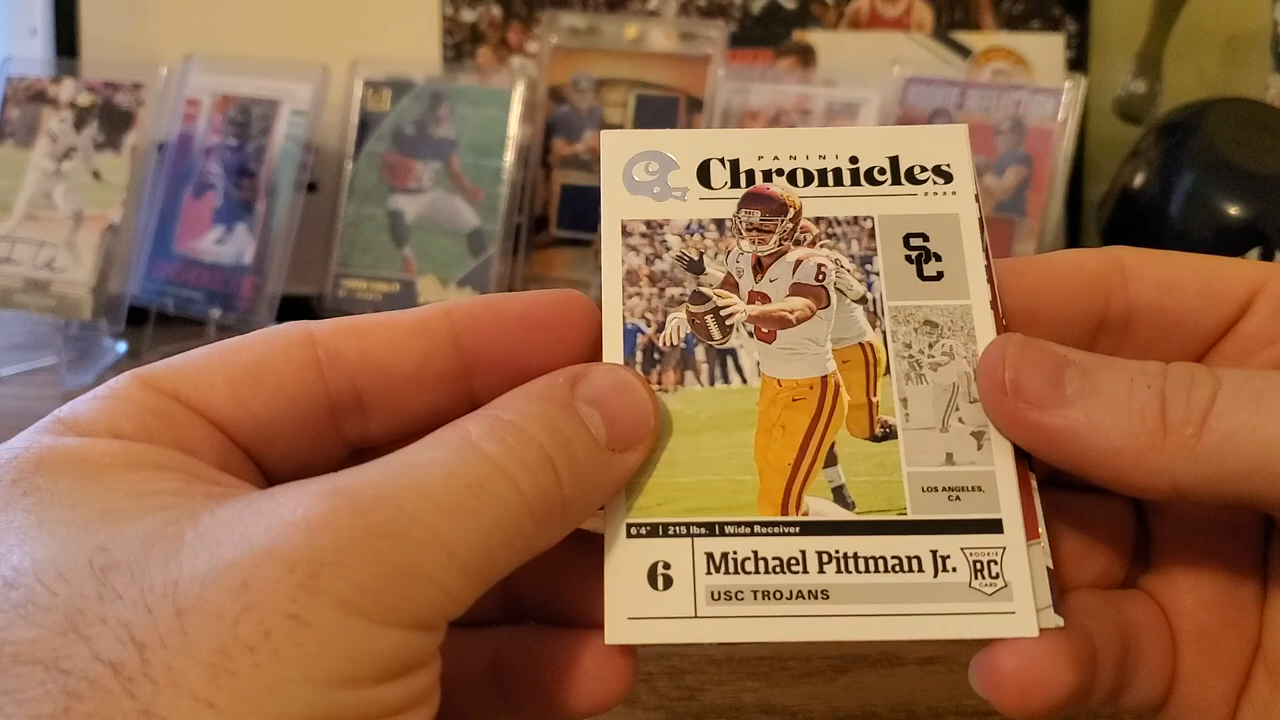 PANINI
Chronicles
2020
SC
6
LOS ANGELES,
CA
6'4" | 215 lbs. | Wide Receiver
6
Michael Pittman Jr.
ROOKIE
RC
CARD
USC TROJANS